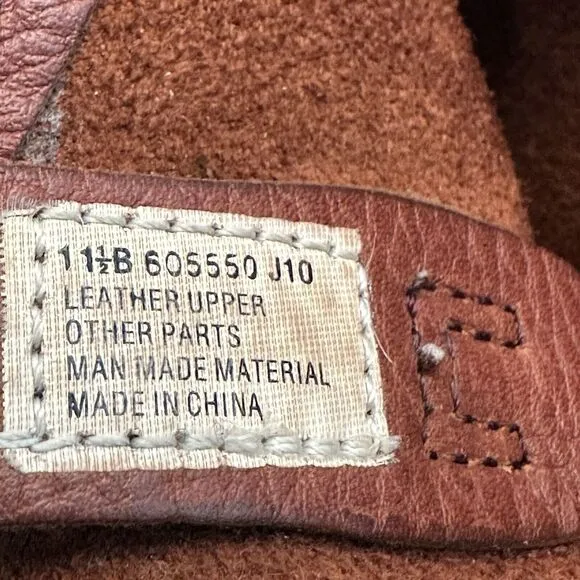 11½B 605550 J10
LEATHER UPPER
OTHER PARTS
MAN MADE MATERIAL
MADE IN CHINA